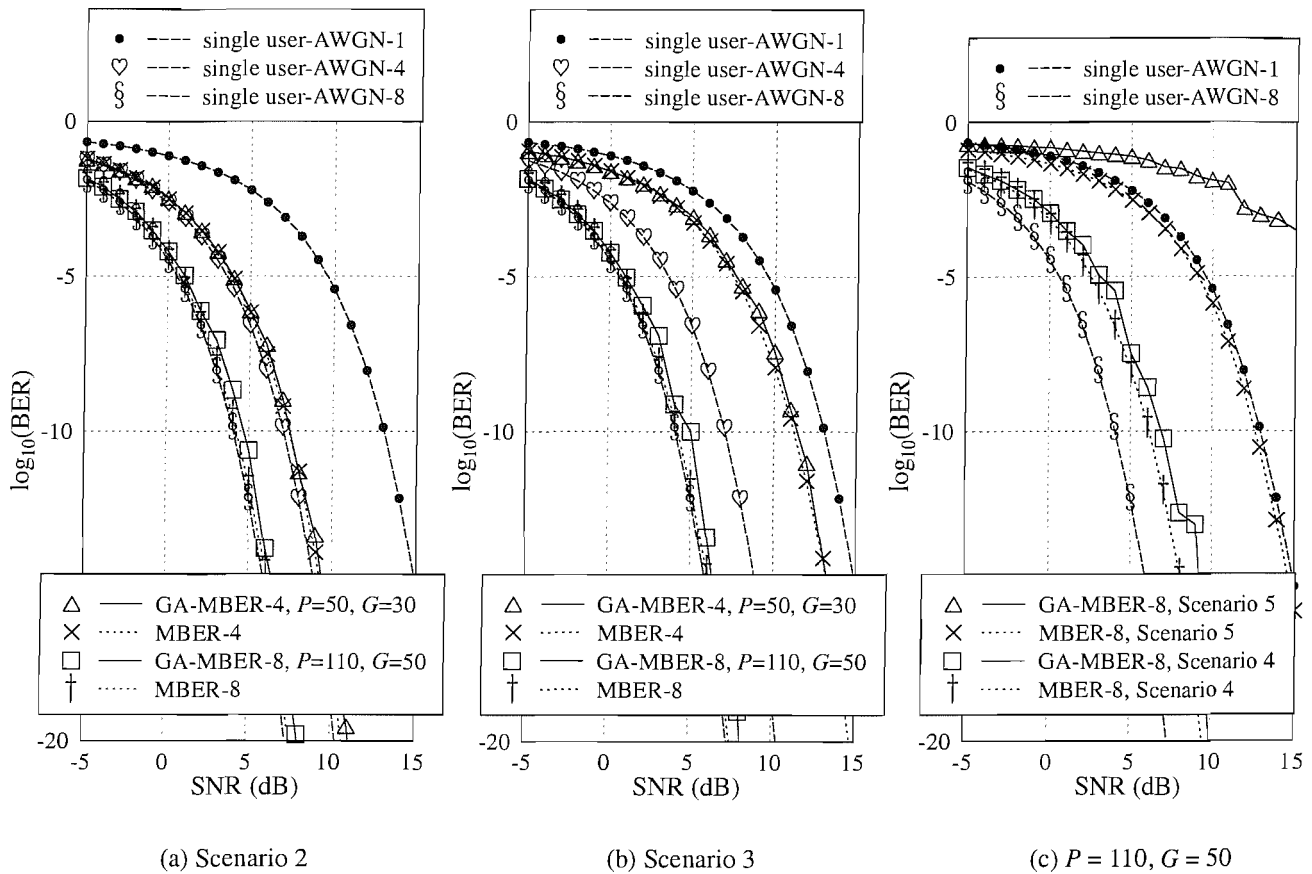 single user-AWGN-1
single user-AWGN-4
single user-AWGN-8
0
-5
-10
-20
log10(BER)
GA-MBER-4, P=50, G=30
MBER-4
GA-MBER-8, P=110, G=50
MBER-8
-5 0 5 10 15
SNR (dB)
(a) Scenario 2
single user-AWGN-1
single user-AWGN-4
single user-AWGN-8
0
-5
-10
-20
log10(BER)
GA-MBER-4, P=50, G=30
MBER-4
GA-MBER-8, P=110, G=50
MBER-8
-5 0 5 10 15
SNR (dB)
(b) Scenario 3
single user-AWGN-1
single user-AWGN-8
0
-5
-10
-20
log10(BER)
GA-MBER-8, Scenario 5
MBER-8, Scenario 5
GA-MBER-8, Scenario 4
MBER-8, Scenario 4
-5 0 5 10 15
SNR (dB)
(c) P = 110, G = 50